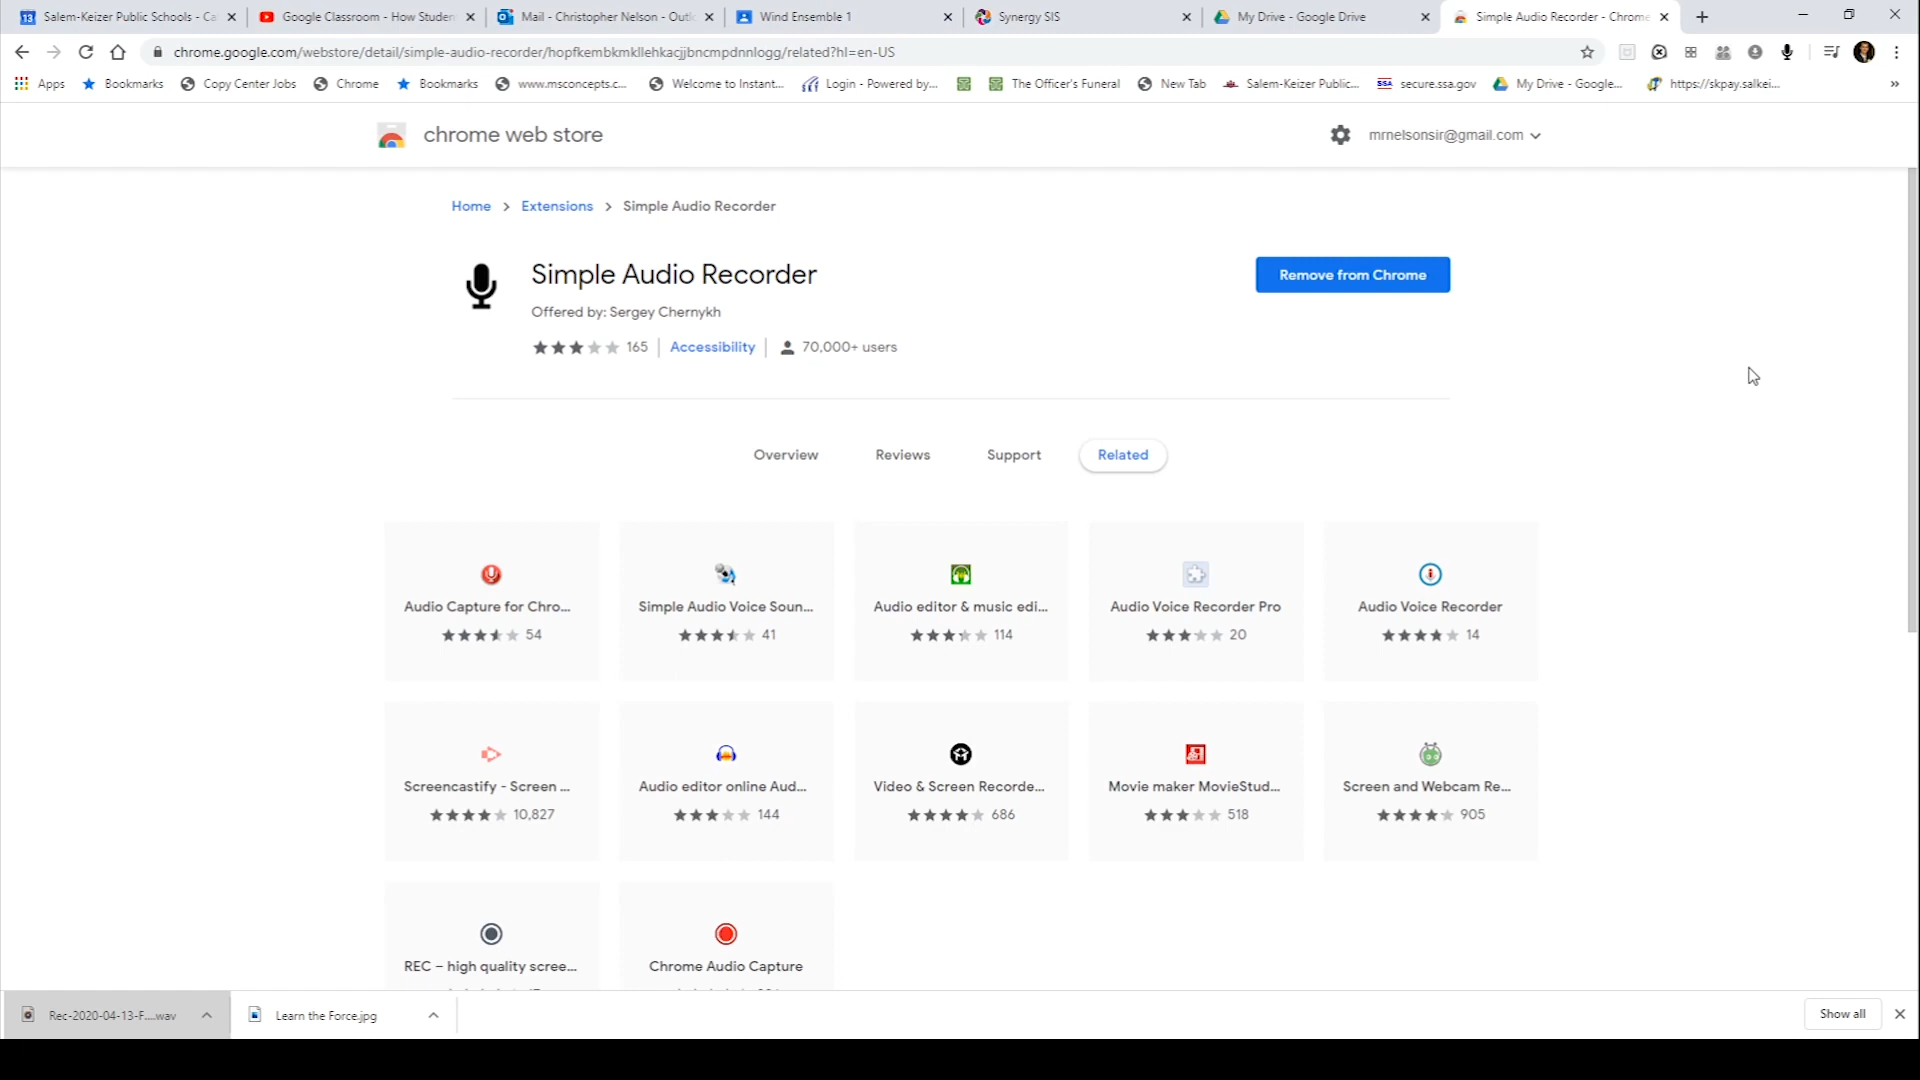 Salem-Keizer Public Schools - Ca
Google Classroom - How Studen
Mail - Christopher Nelson - Outl
Wind Ensemble 1
Synergy SIS
My Drive - Google Drive
Simple Audio Recorder - Chrome
chrome.google.com/webstore/detail/simple-audio-recorder/hopfkembkmkllehkacjjbncmpdnnlogg/related?hl=en-US
Apps
Bookmarks
Copy Center Jobs
Chrome
Bookmarks
www.msconcepts.c...
Welcome to Instant...
Login - Powered by...
The Officer's Funeral
New Tab
Salem-Keizer Public...
secure.ssa.gov
My Drive - Google...
https://skpay.salkei...
chrome web store
mrnelsonsir@gmail.com
Home > Extensions > Simple Audio Recorder
Simple Audio Recorder
Remove from Chrome
Offered by: Sergey Chernykh
165 | Accessibility | 70,000+ users
Overview
Reviews
Support
Related
Audio Capture for Chro...
54
Simple Audio Voice Soun...
41
Audio editor & music edi...
114
Audio Voice Recorder Pro
20
Audio Voice Recorder
14
Screencastify - Screen ...
10,827
Audio editor online Aud...
144
Video & Screen Recorde...
686
Movie maker MovieStud...
518
Screen and Webcam Re...
905
REC – high quality scree...
Chrome Audio Capture
Rec-2020-04-13-F....wav
Learn the Force.jpg
Show all